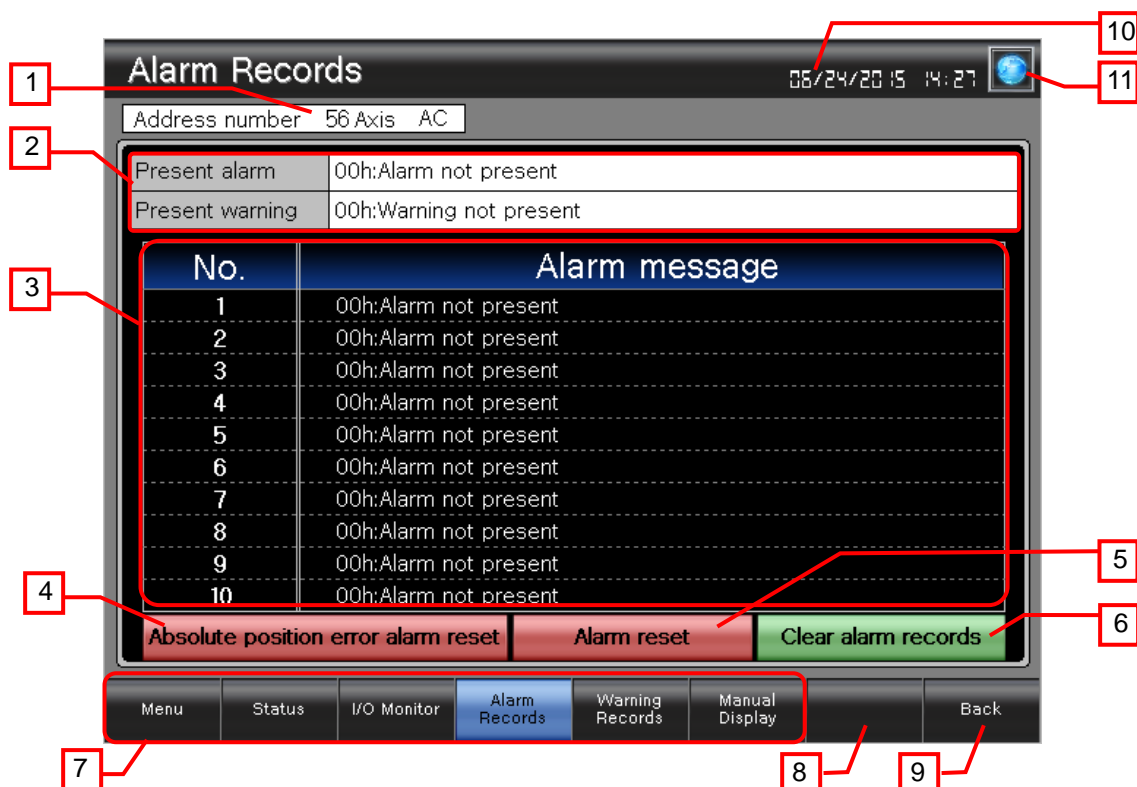 10
Alarm Records 06/24/2015 14:27
1 11
Address number 56 Axis AC
2
Present alarm 00h:Alarm not present
Present warning 00h:Warning not present
No. Alarm message
3
1 00h:Alarm not present
2 00h:Alarm not present
3 00h:Alarm not present
4 00h:Alarm not present
5 00h:Alarm not present
6 00h:Alarm not present
7 00h:Alarm not present
8 00h:Alarm not present
9 00h:Alarm not present
5
10 00h:Alarm not present
4
Absolute position error alarm reset Alarm reset Clear alarm records
6
Menu Status I/O Monitor Alarm Records Warning Records Manual Display Back
7 8 9